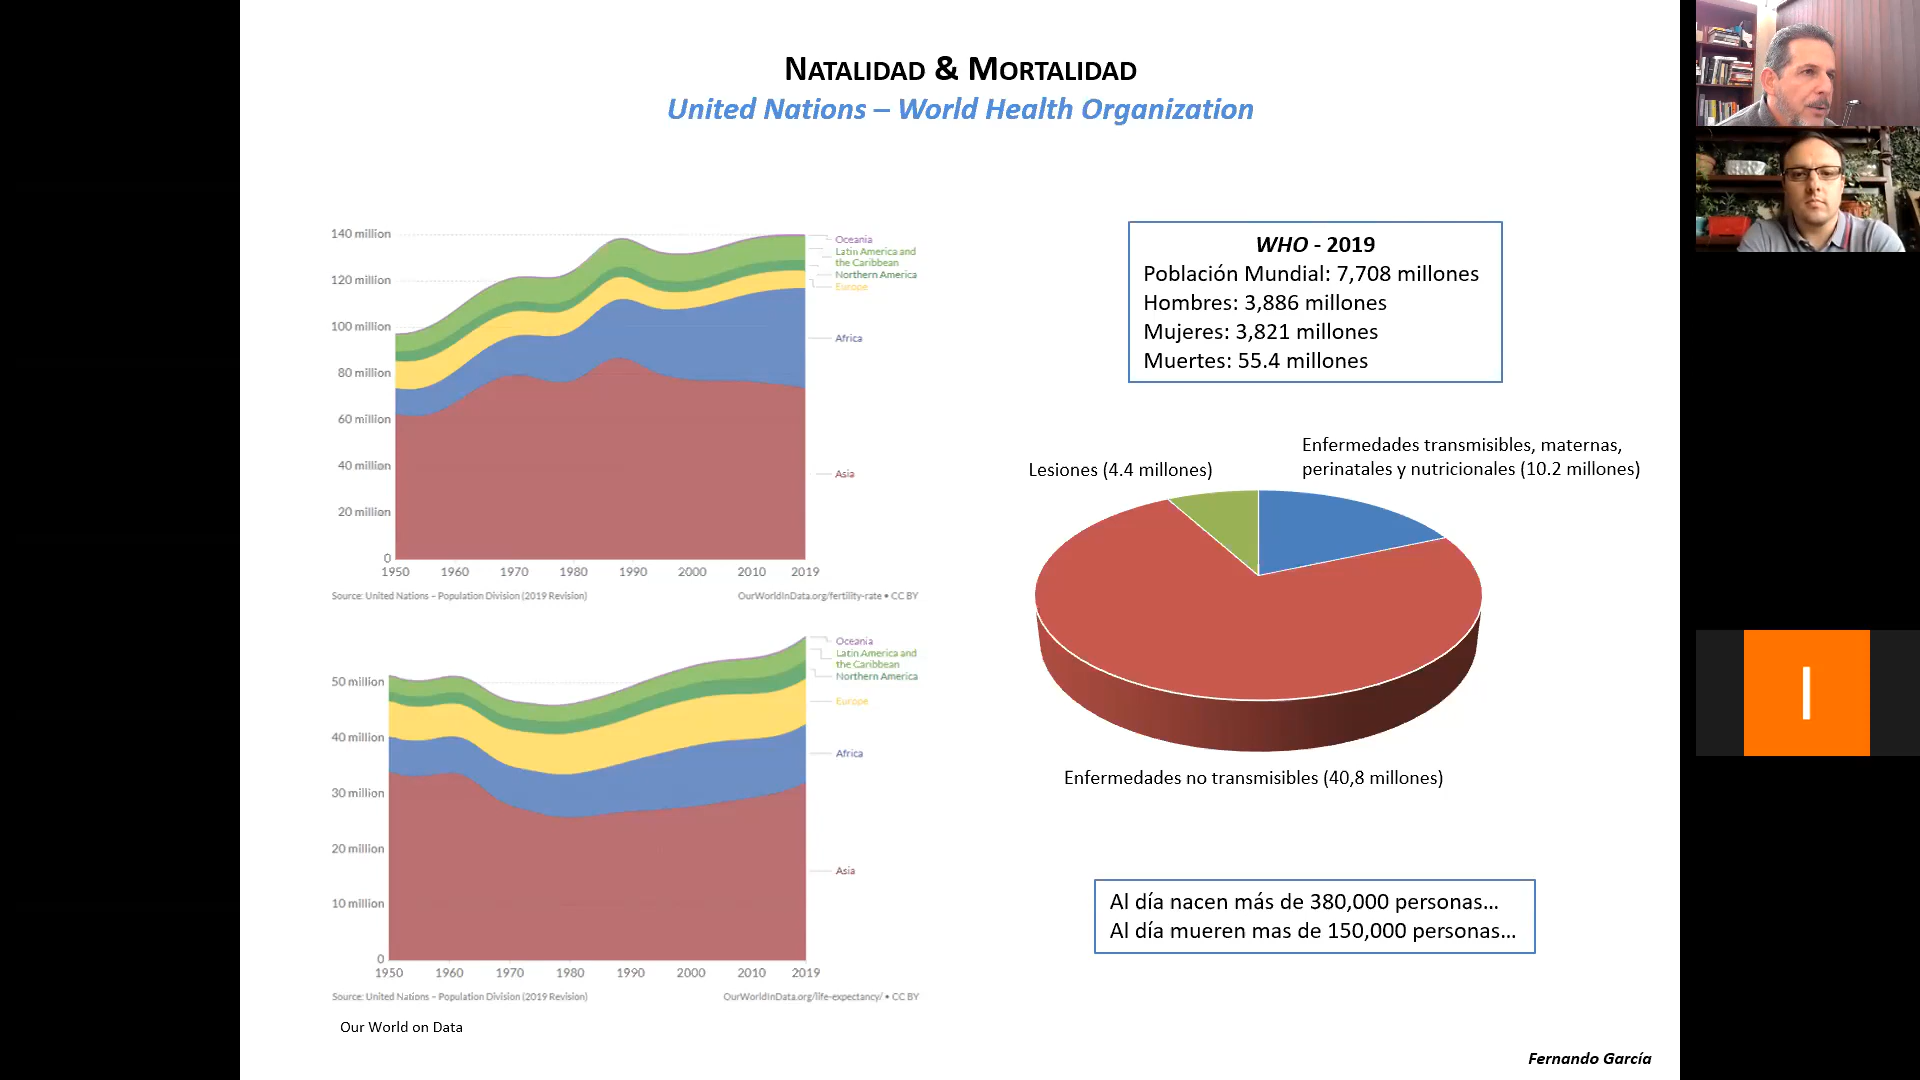 NATALIDAD & MORTALIDAD
United Nations – World Health Organization
140 million
120 million
100 million
80 million
60 million
40 million
20 million
0
1950 1960 1970 1980 1990 2000 2010 2019
Oceania
Latin America and
the Caribbean
Northern America
Europe
Africa
Asia
Source: United Nations – Population Division (2019 Revision)
OurWorldInData.org/fertility-rate • CC BY
50 million
40 million
30 million
20 million
10 million
0
1950 1960 1970 1980 1990 2000 2010 2019
Oceania
Latin America and
the Caribbean
Northern America
Europe
Africa
Asia
Source: United Nations – Population Division (2019 Revision)
OurWorldInData.org/life-expectancy/ • CC BY
Our World on Data
WHO - 2019
Población Mundial: 7,708 millones
Hombres: 3,886 millones
Mujeres: 3,821 millones
Muertes: 55.4 millones
Lesiones (4.4 millones)
Enfermedades transmisibles, maternas,
perinatales y nutricionales (10.2 millones)
Enfermedades no transmisibles (40,8 millones)
Al día nacen más de 380,000 personas...
Al día mueren mas de 150,000 personas...
Fernando García
I